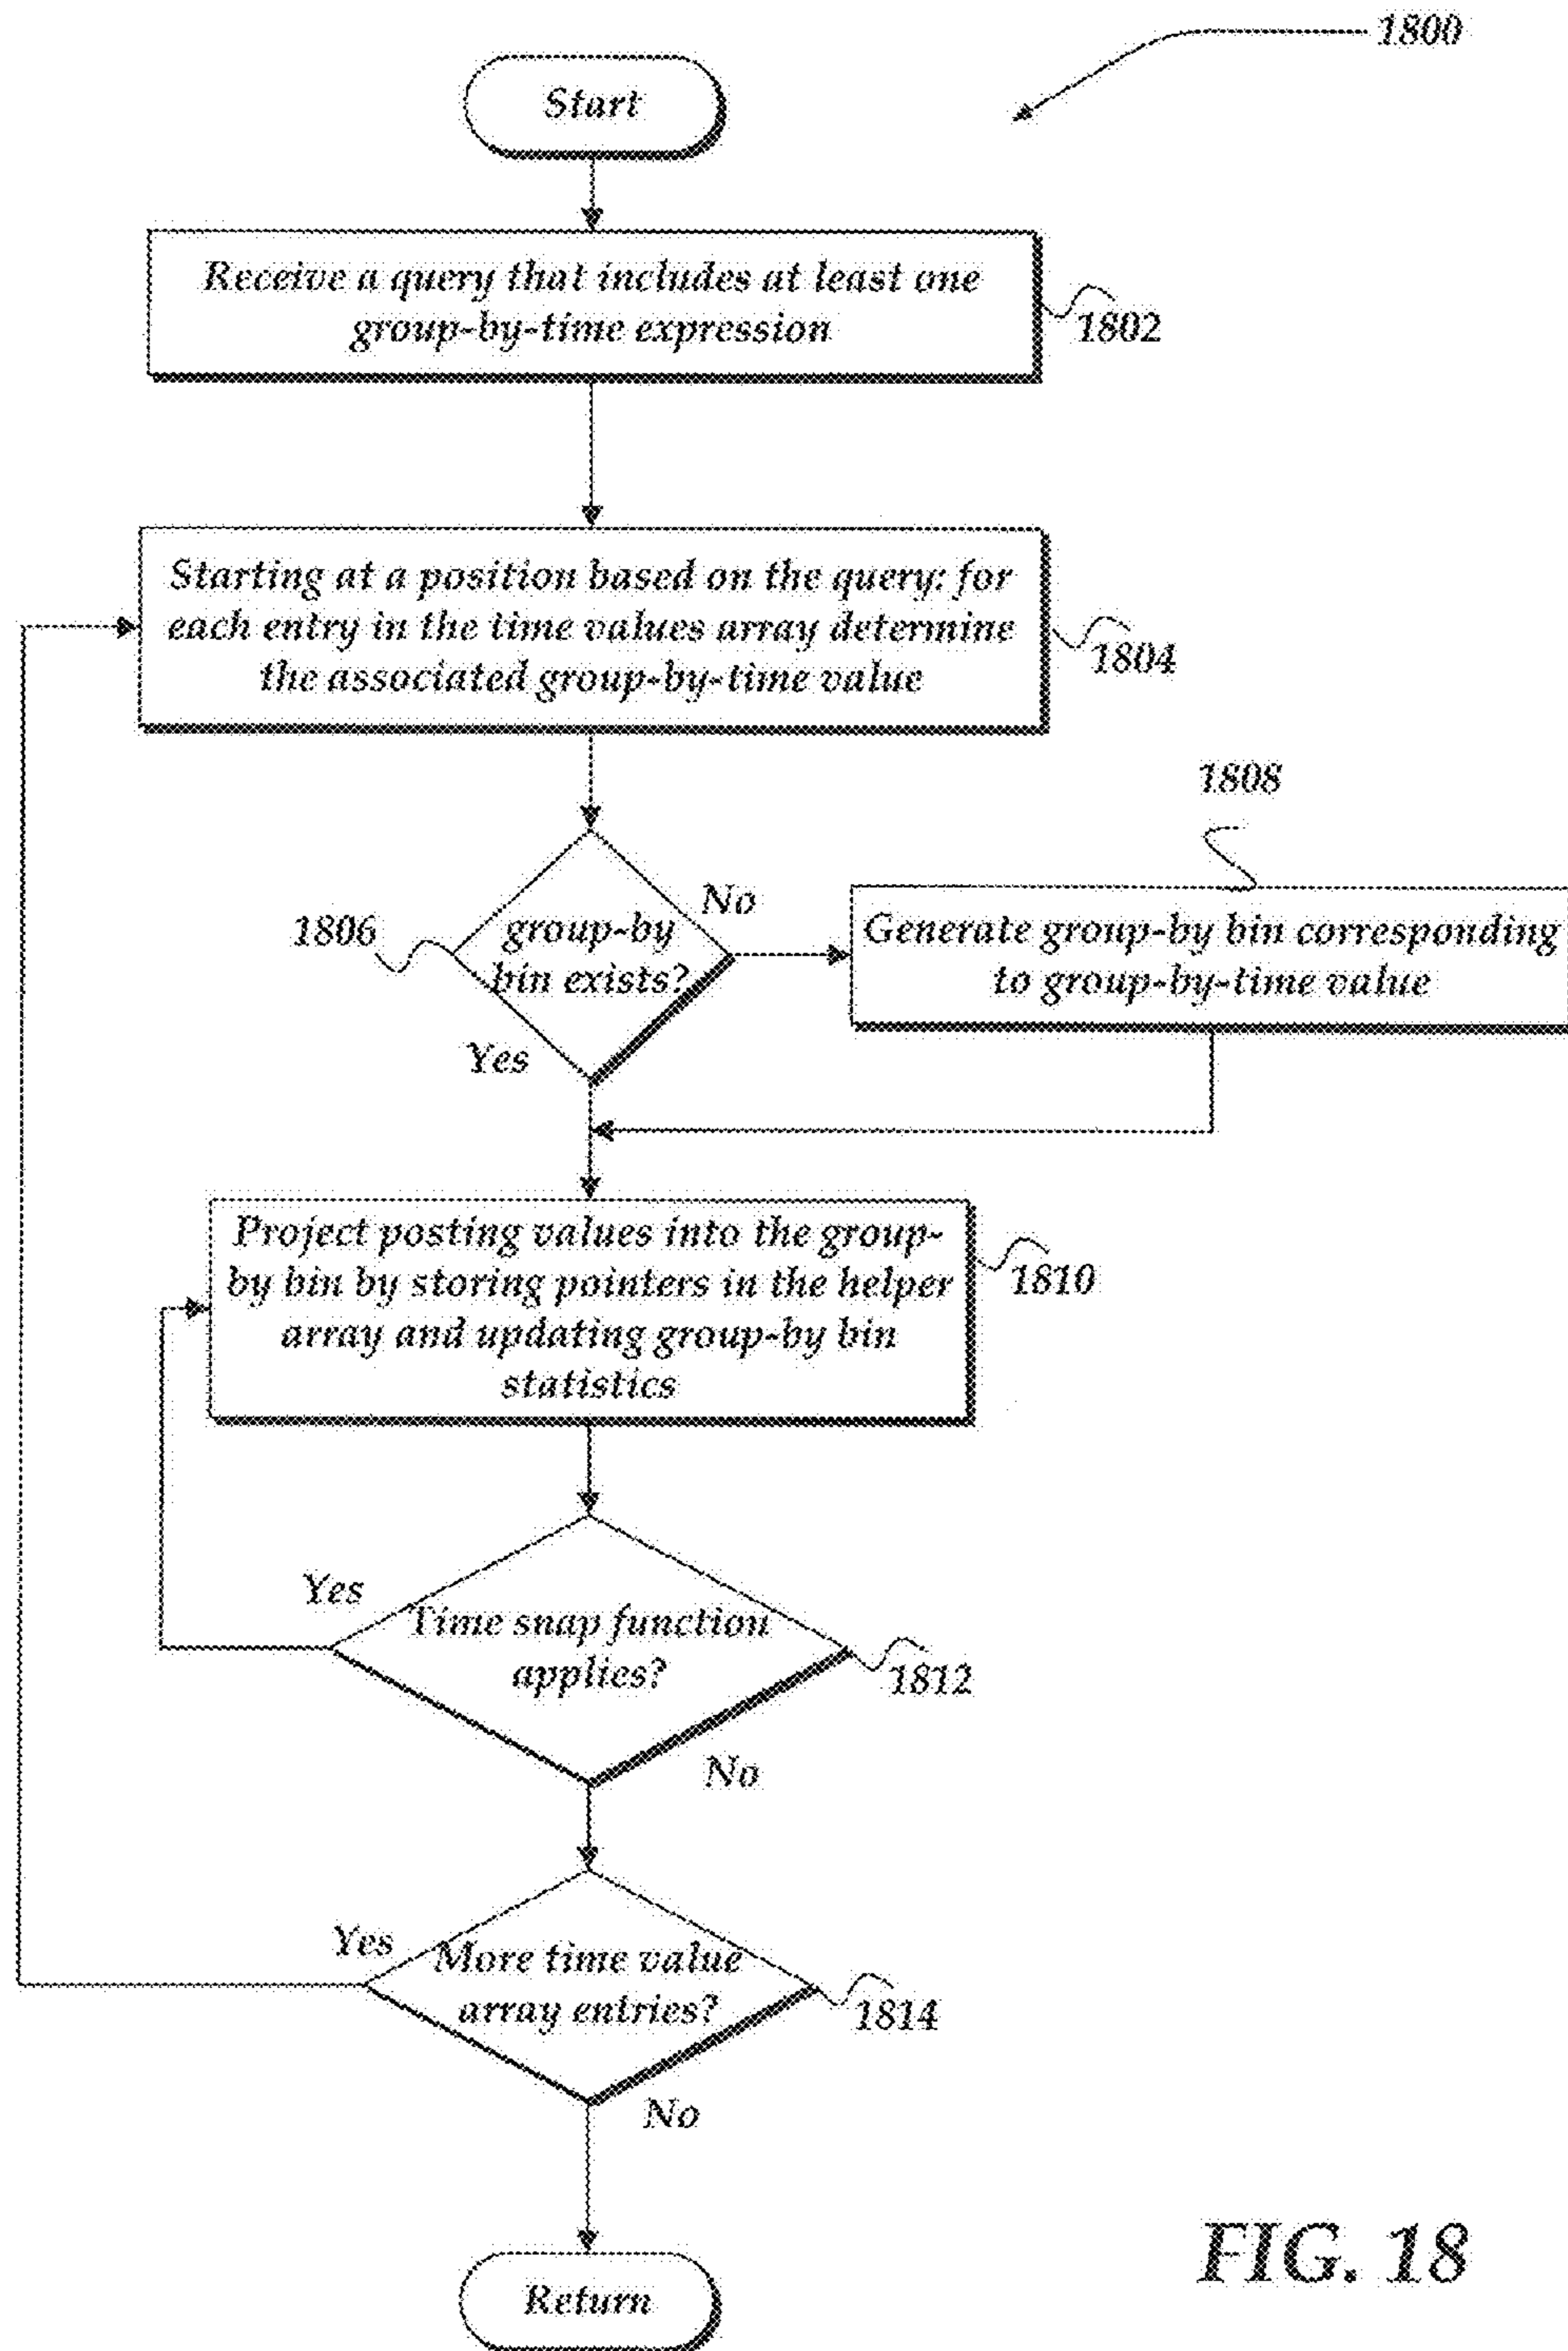 1800
Start
Receive a query that includes at least one
group-by-time expression
1802
Starting at a position based on the query: for
each entry in the time values array determine
the associated group-by-time value
1804
1808
No
1806
group-by
bin exists?
Generate group-by bin corresponding
to group-by-time value
Yes
Project posting values into the group-
by bin by storing pointers in the helper
array and updating group-by bin
statistics
1810
Yes
Time snap function
applies?
1812
No
Yes
More time value
array entries?
1814
No
Return
FIG. 18